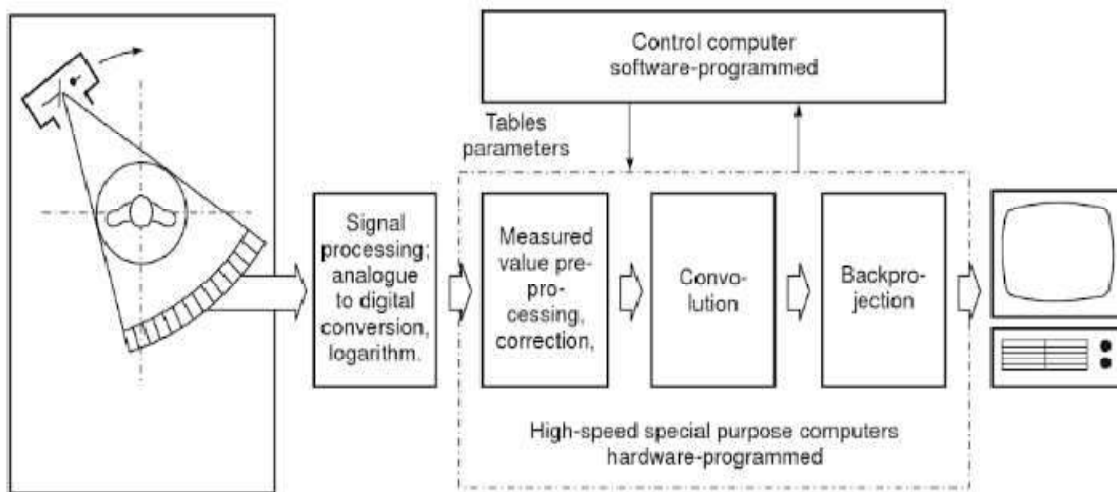 Control computer
software-programmed
Tables
parameters
Signal
processing;
analogue
to digital
conversion,
logarithm.
Measured
value pre-
pro-
cessing,
correction,
Convo-
lution
Backpro-
jection
High-speed special purpose computers
hardware-programmed